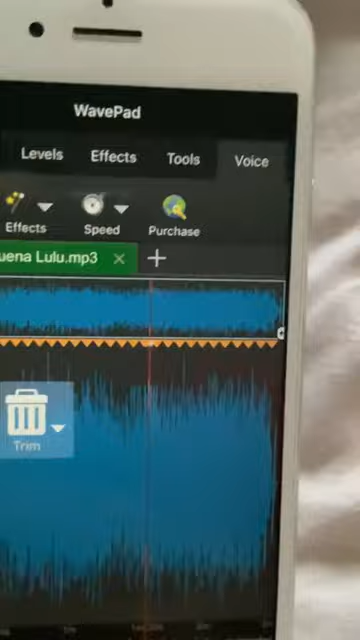 WavePad
Levels Effects Tools Voice
Effects Speed Purchase
uena Lulu.mp3 × +
Trim